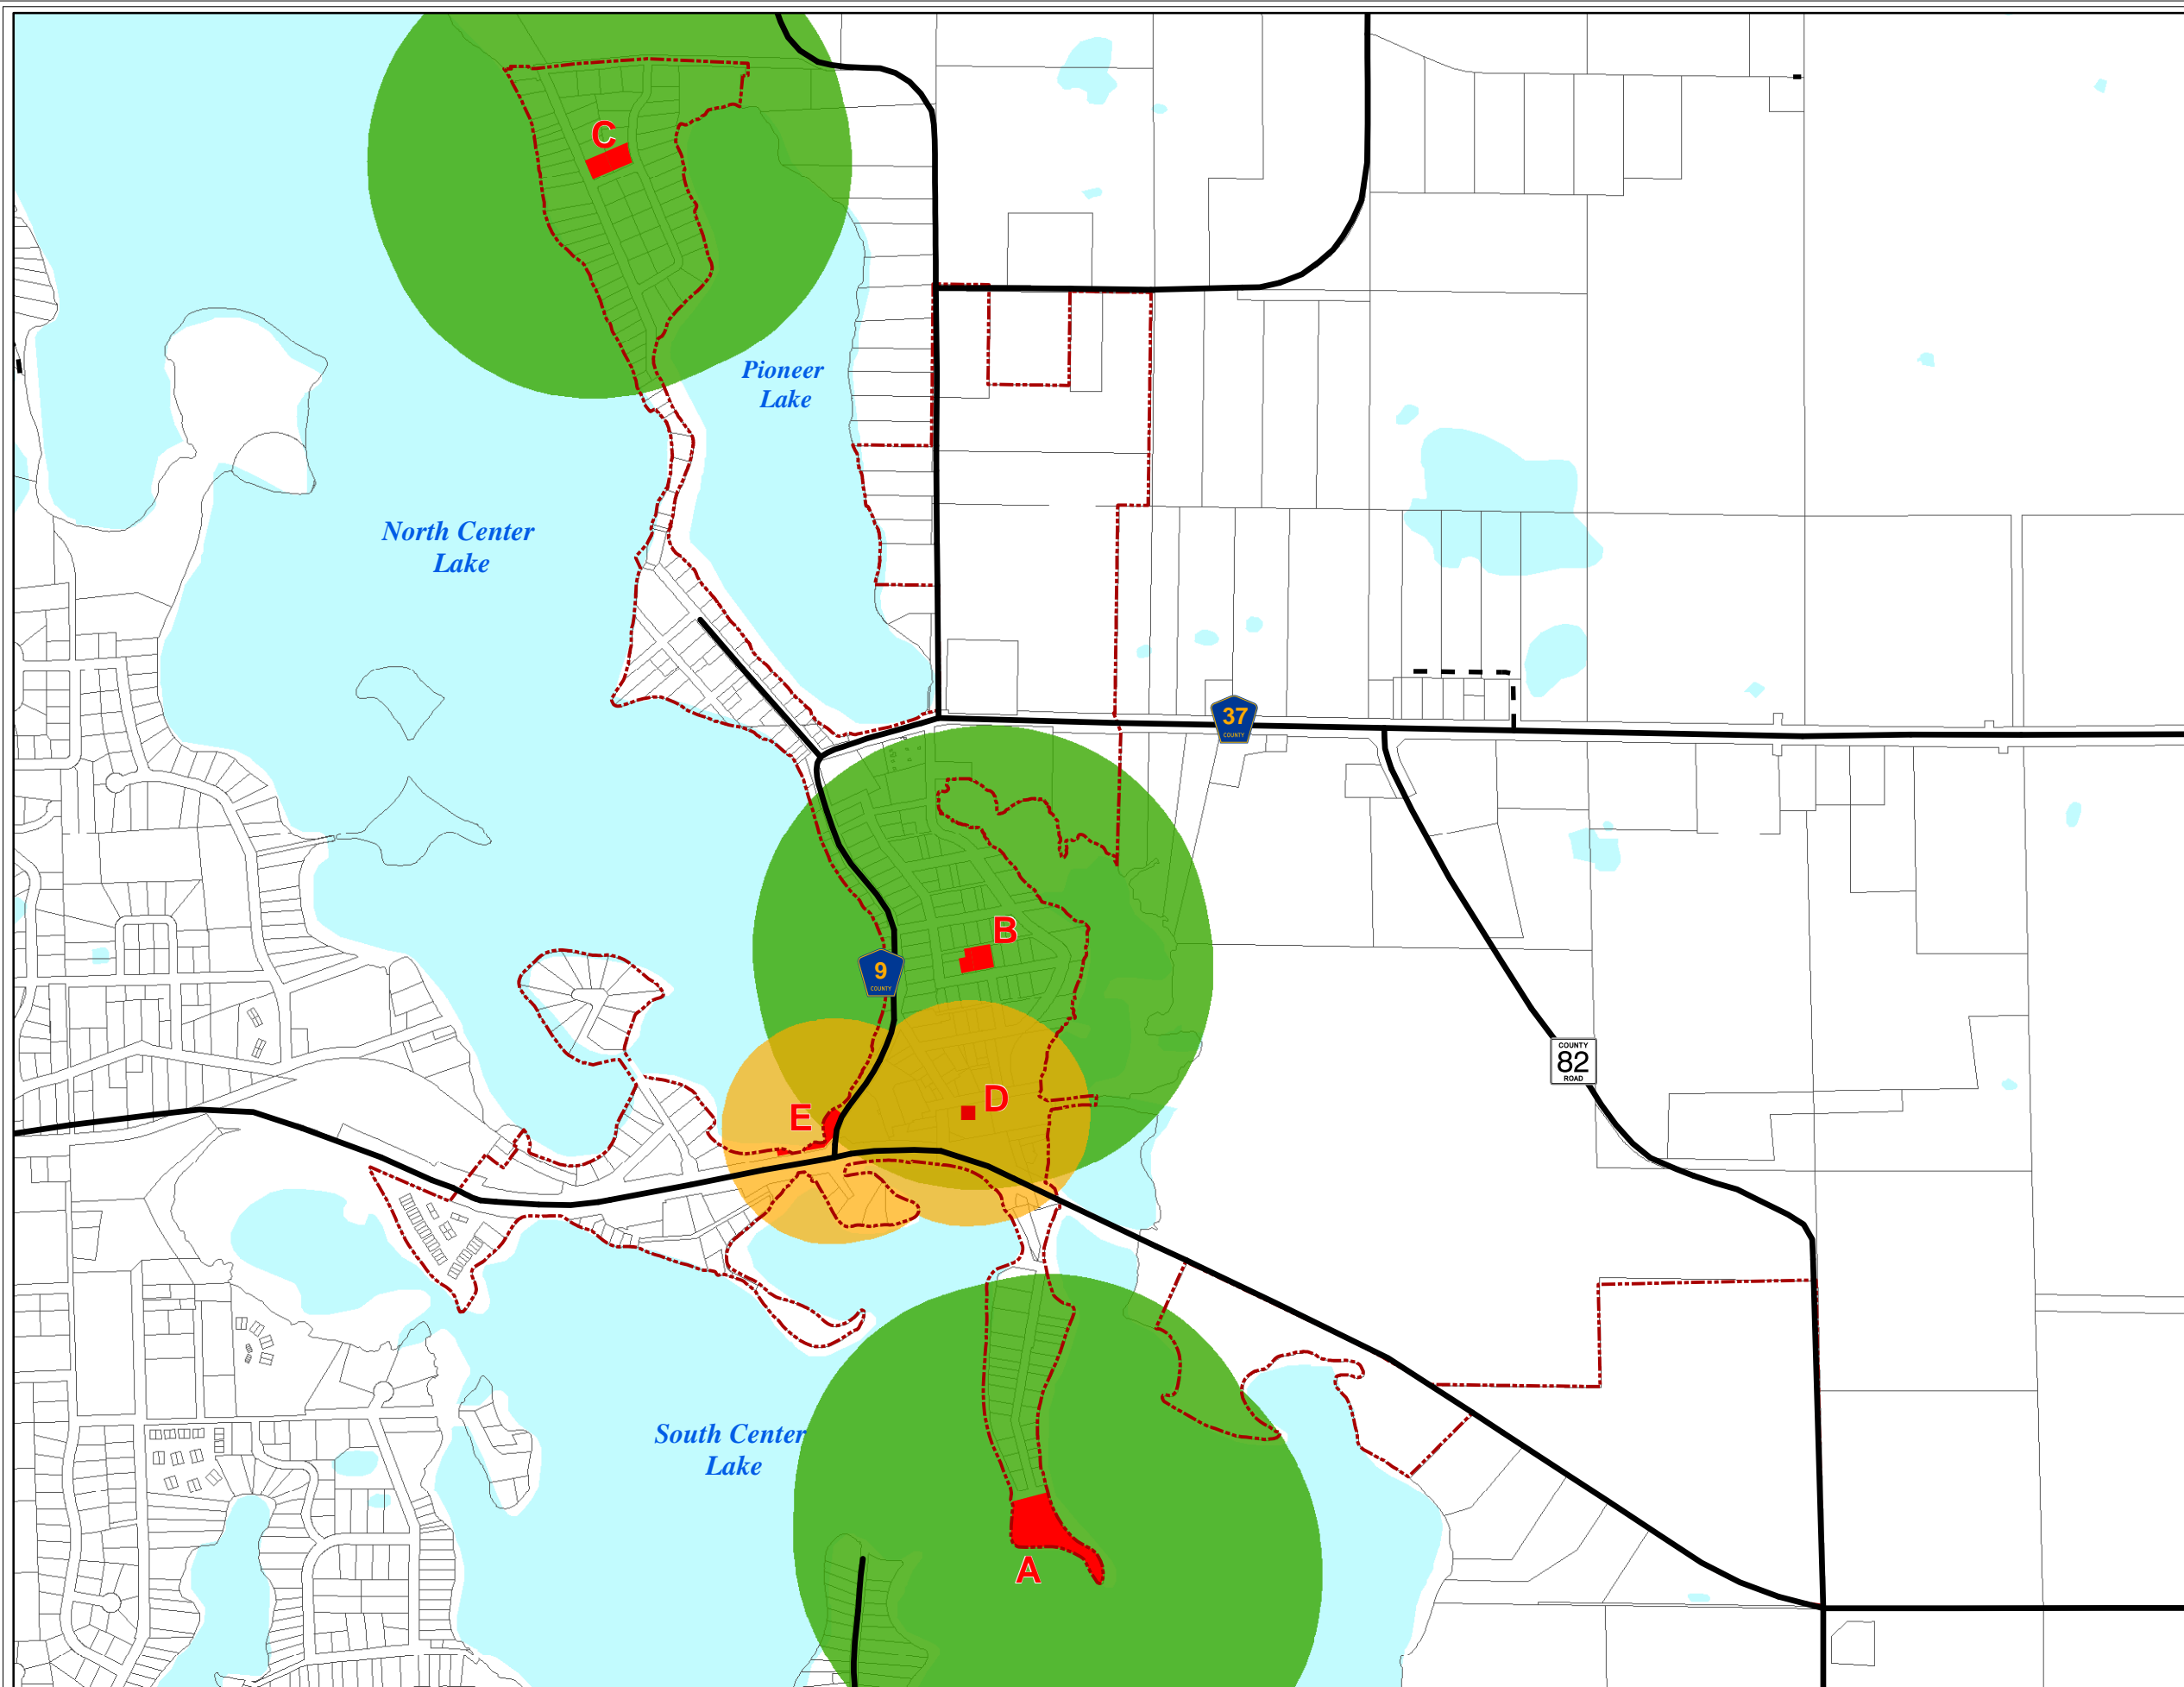 C
Pioneer
Lake
North Center
Lake
37
COUNTY
B
9
COUNTY
COUNTY
82
ROAD
D
E
South Center
Lake
A